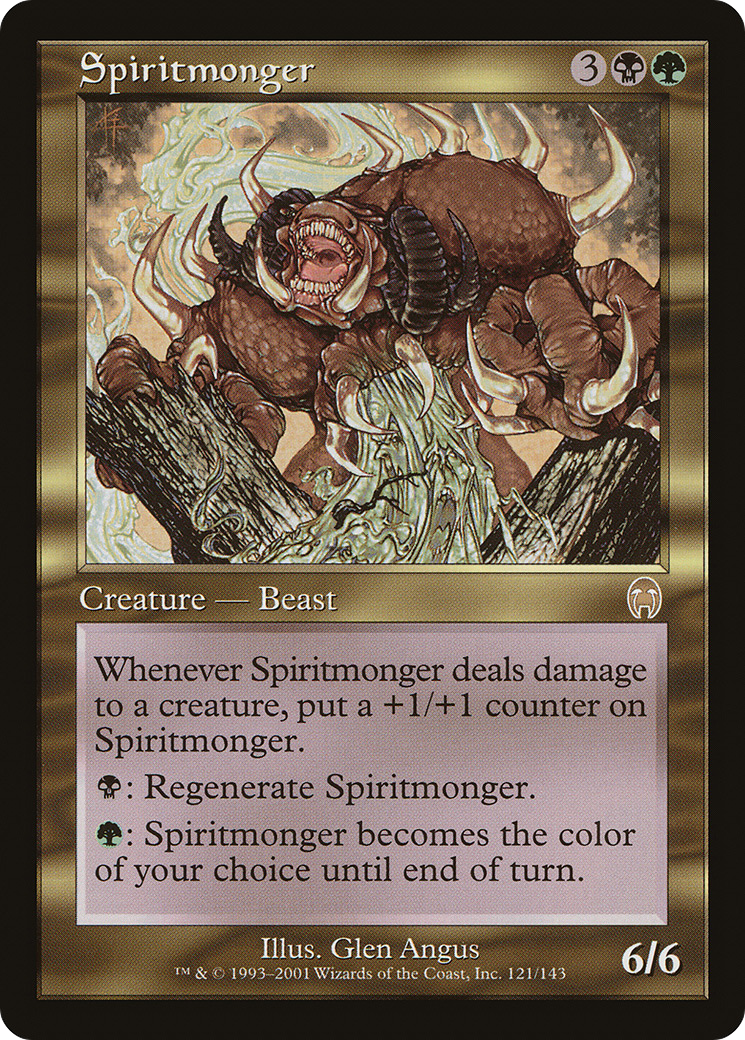 Spiritmonger 3
Creature — Beast
Whenever Spiritmonger deals damage
to a creature, put a +1/+1 counter on
Spiritmonger.
: Regenerate Spiritmonger.
: Spiritmonger becomes the color
of your choice until end of turn.
Illus. Glen Angus
™ & © 1993–2001 Wizards of the Coast, Inc. 121/143
6/6